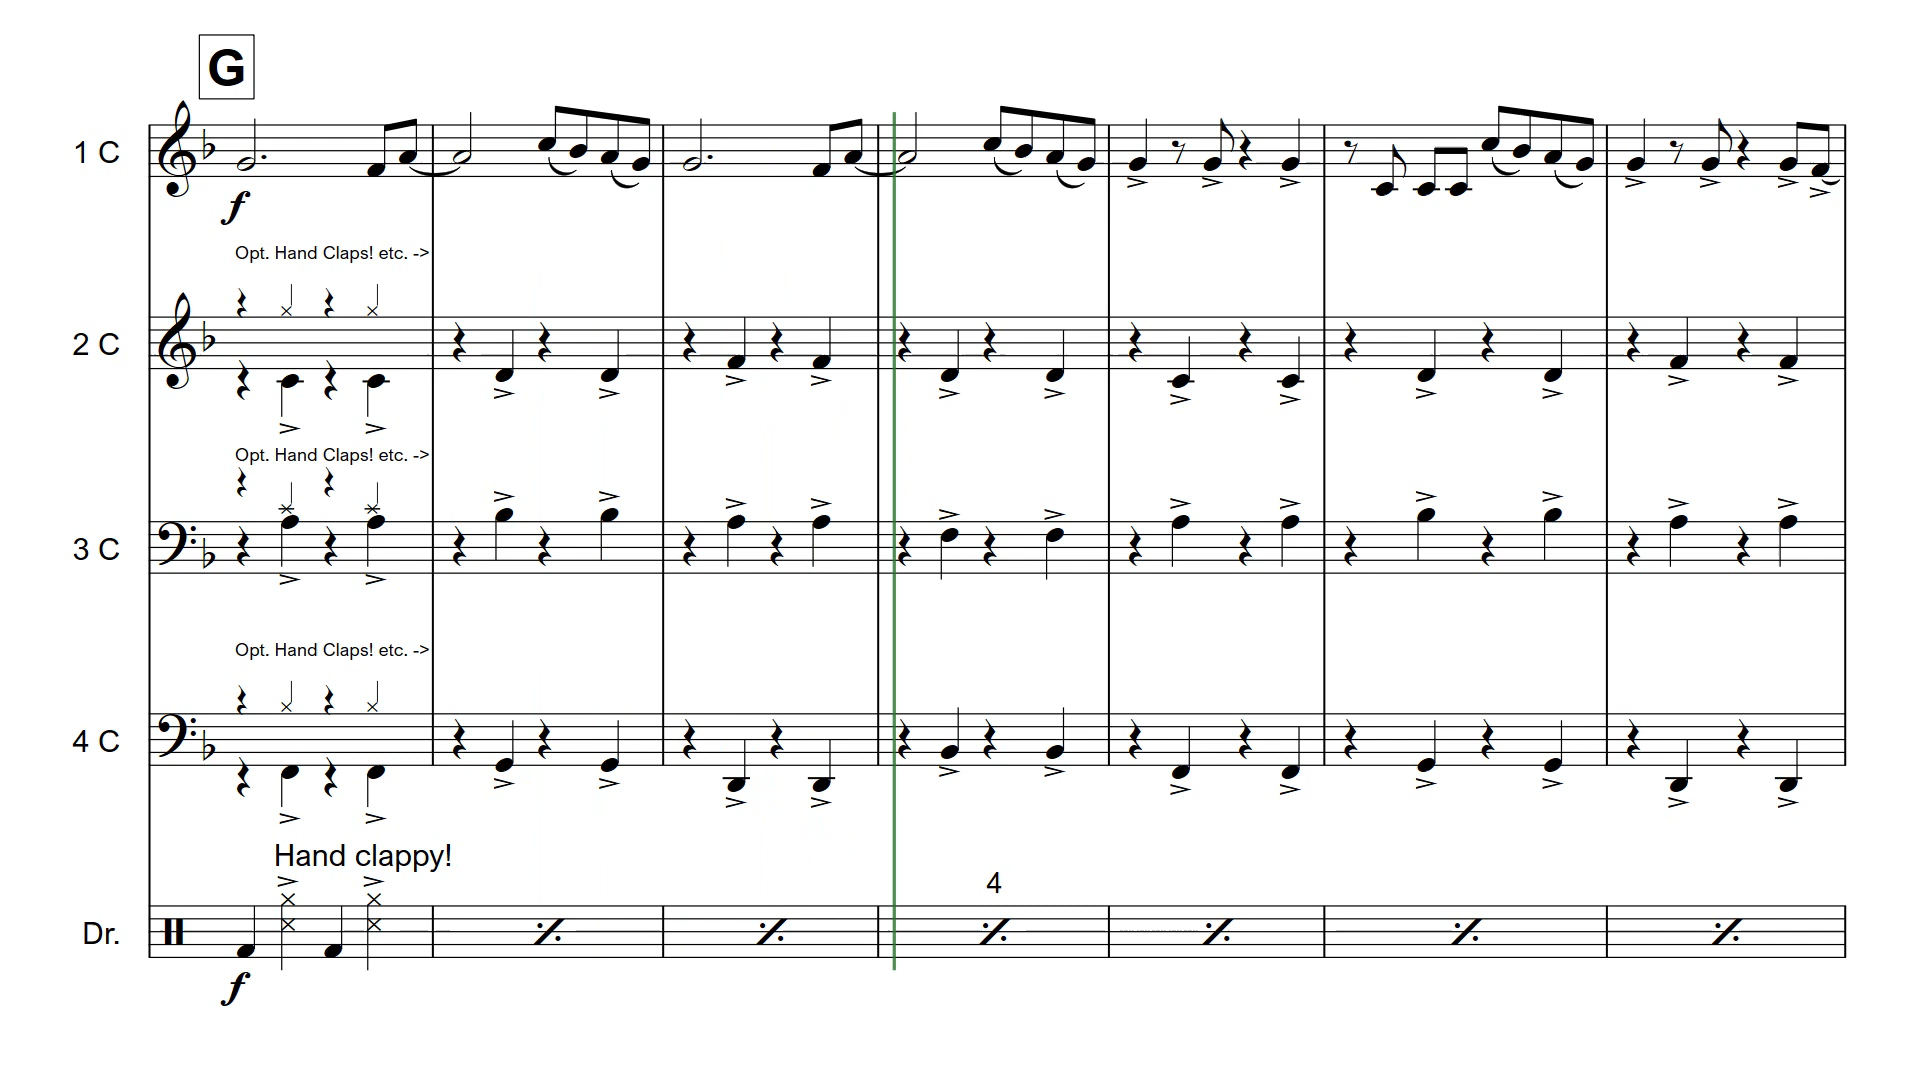 G
1 C
f
Opt. Hand Claps! etc. ->
2 C
Opt. Hand Claps! etc. ->
3 C
Opt. Hand Claps! etc. ->
4 C
Hand clappy!
4
Dr.
f